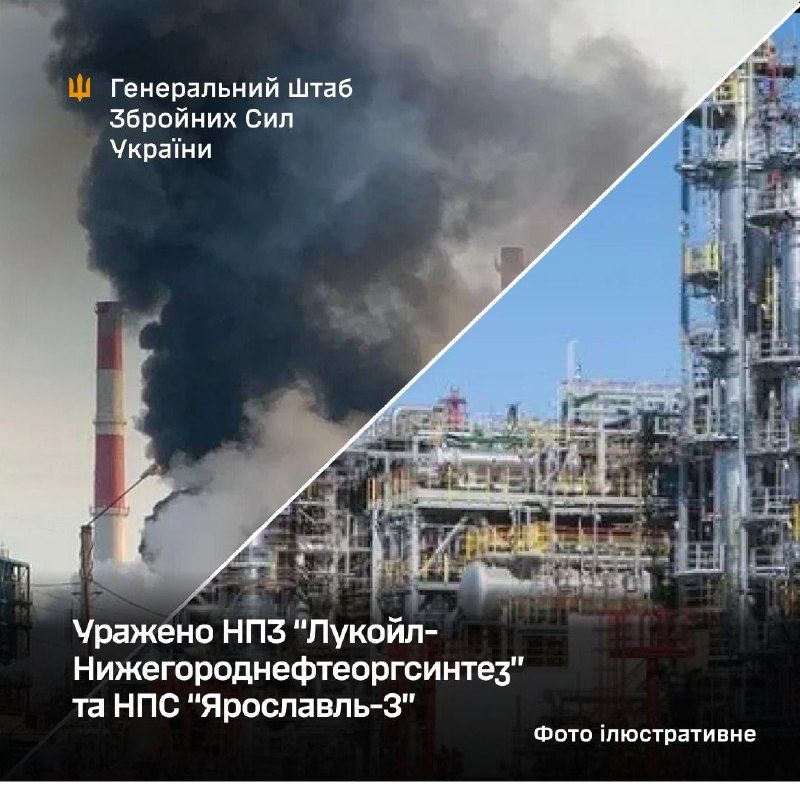 Генеральний штаб
Збройних Сил
України
Уражено НПЗ “Лукойл-
Нижегороднефтеоргсинтез”
та НПС “Ярославль-3”
Фото ілюстративне